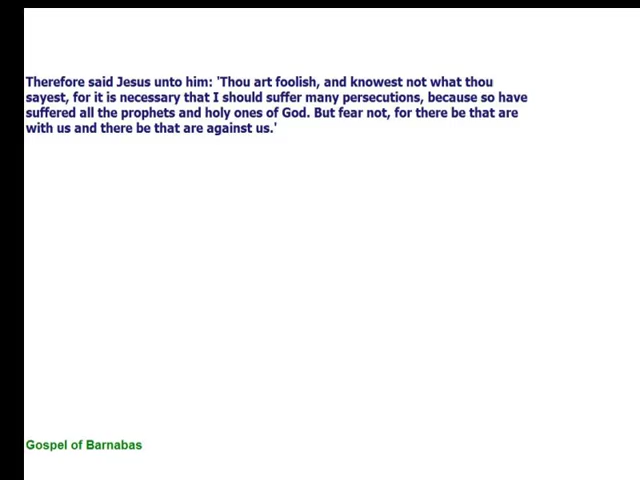 Therefore said Jesus unto him: 'Thou art foolish, and knowest not what thou
sayest, for it is necessary that I should suffer many persecutions, because so have
suffered all the prophets and holy ones of God. But fear not, for there be that are
with us and there be that are against us.'
Gospel of Barnabas